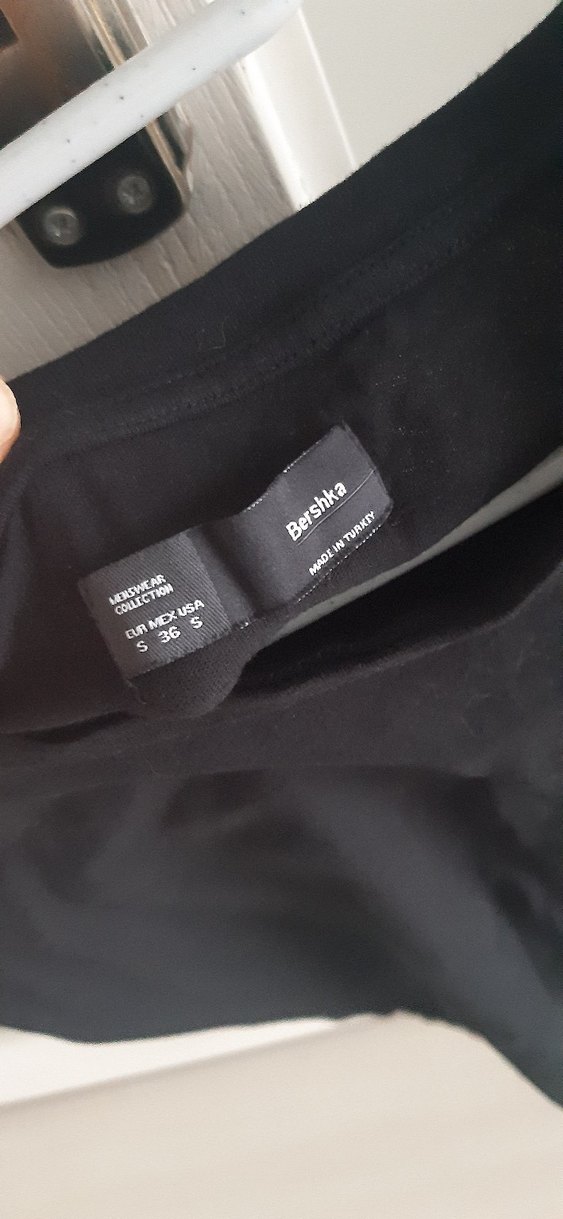 Bershka
MADE IN TURKEY
MENSWEAR
COLLECTION
EUR MEX USA
S 36 S